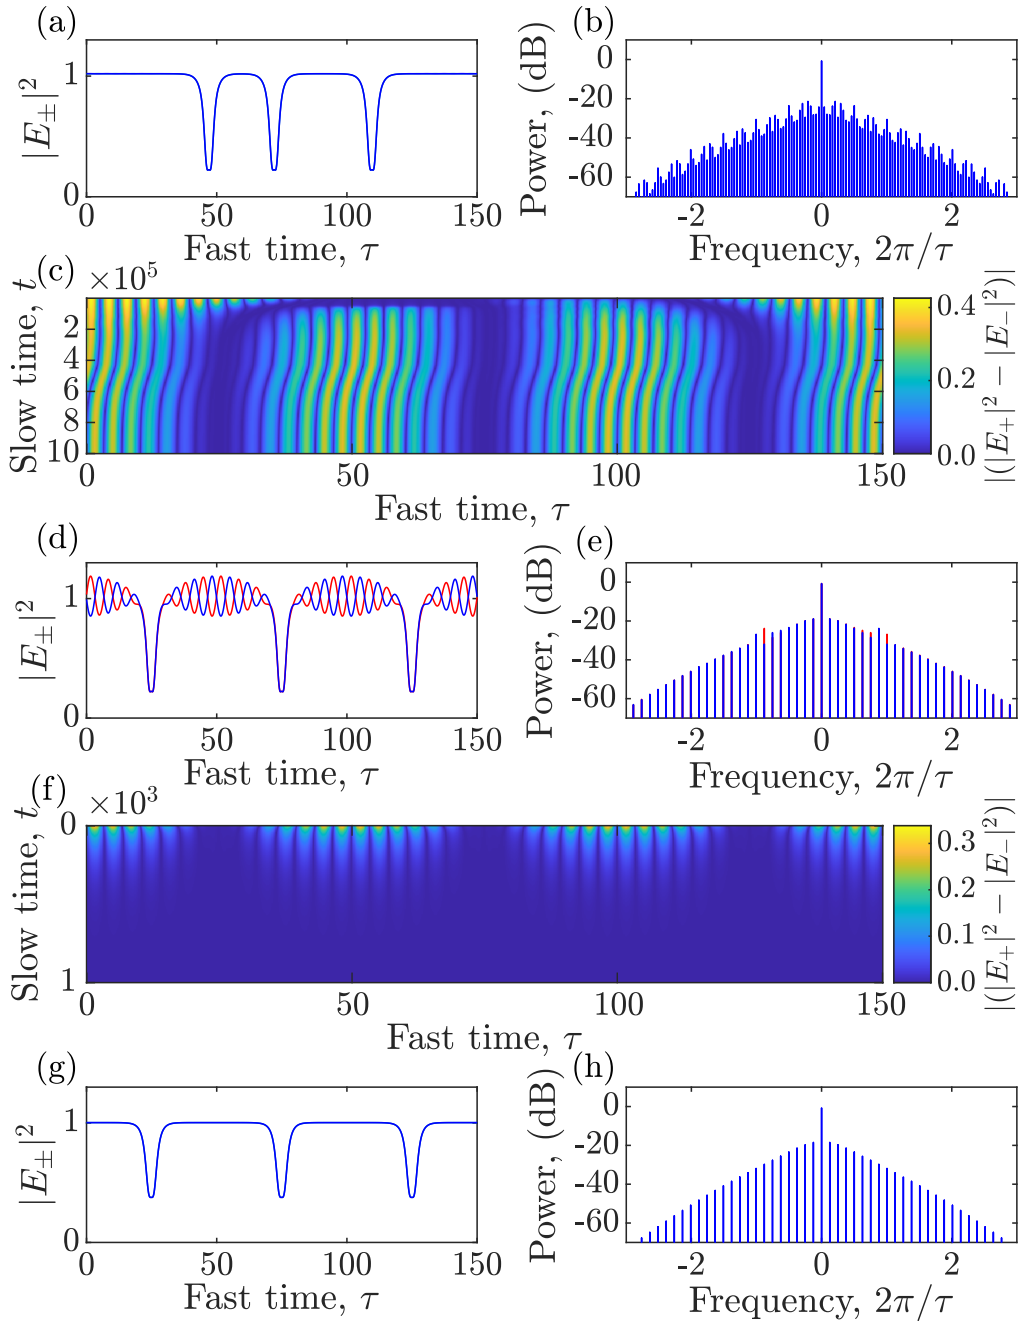 (a)
|E±|²
1
0
0 50 100 150
Fast time, τ
(b)
Power, (dB)
0
-20
-40
-60
-2 0 2
Frequency, 2π/τ
(c)
×10⁵
Slow time, t
2
4
6
8
10
0 50 100 150
Fast time, τ
0.4
0.2
0.0
|(|E₊|² − |E₋|²)|
(d)
|E±|²
1
0
0 50 100 150
Fast time, τ
(e)
Power, (dB)
0
-20
-40
-60
-2 0 2
Frequency, 2π/τ
(f)
×10³
Slow time, t
0
1
0 50 100 150
Fast time, τ
0.3
0.2
0.1
0.0
|(|E₊|² − |E₋|²)|
(g)
|E±|²
1
0
0 50 100 150
Fast time, τ
(h)
Power, (dB)
0
-20
-40
-60
-2 0 2
Frequency, 2π/τ